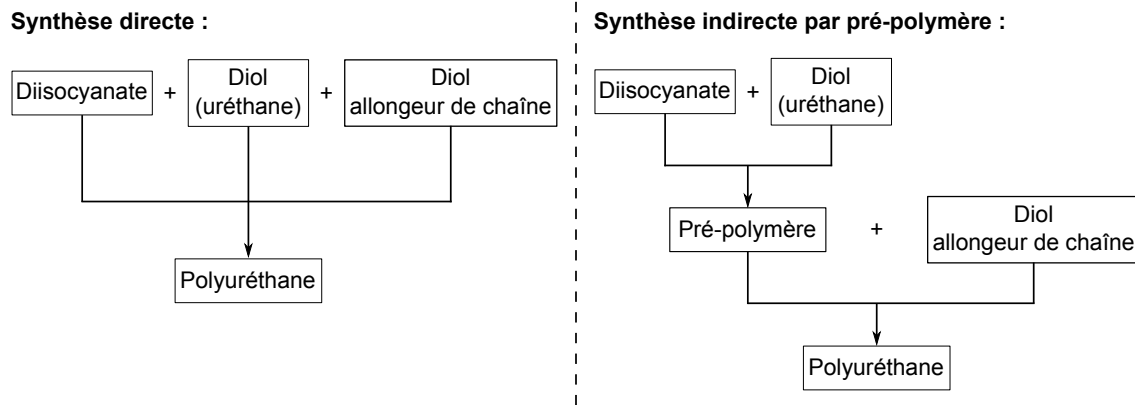 Synthèse directe :
Diisocyanate + Diol (uréthane) + Diol allongeur de chaîne
Polyuréthane
Synthèse indirecte par pré-polymère :
Diisocyanate + Diol (uréthane)
Pré-polymère + Diol allongeur de chaîne
Polyuréthane